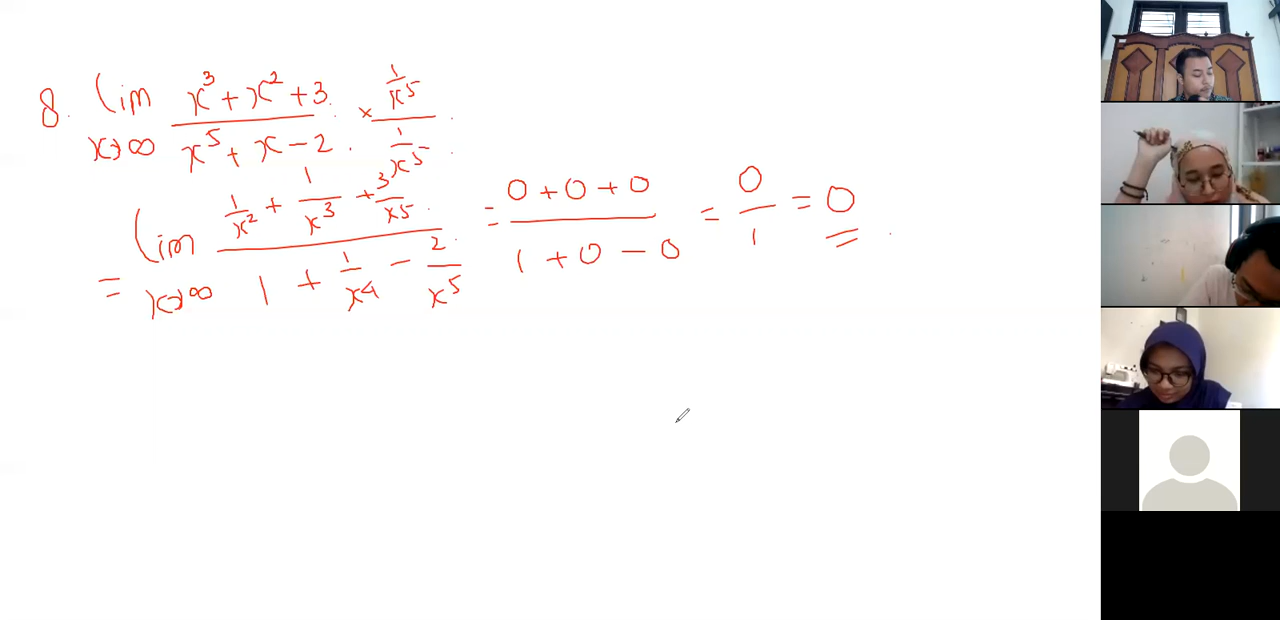 8. lim x→∞ (x³ + x² + 3)/(x⁵ + x − 2) × (1/x⁵)/(1/x⁵)
= lim x→∞ (1/x² + 1/x³ + 3/x⁵)/(1 + 1/x⁴ − 2/x⁵) = (0 + 0 + 0)/(1 + 0 − 0) = 0/1 = 0